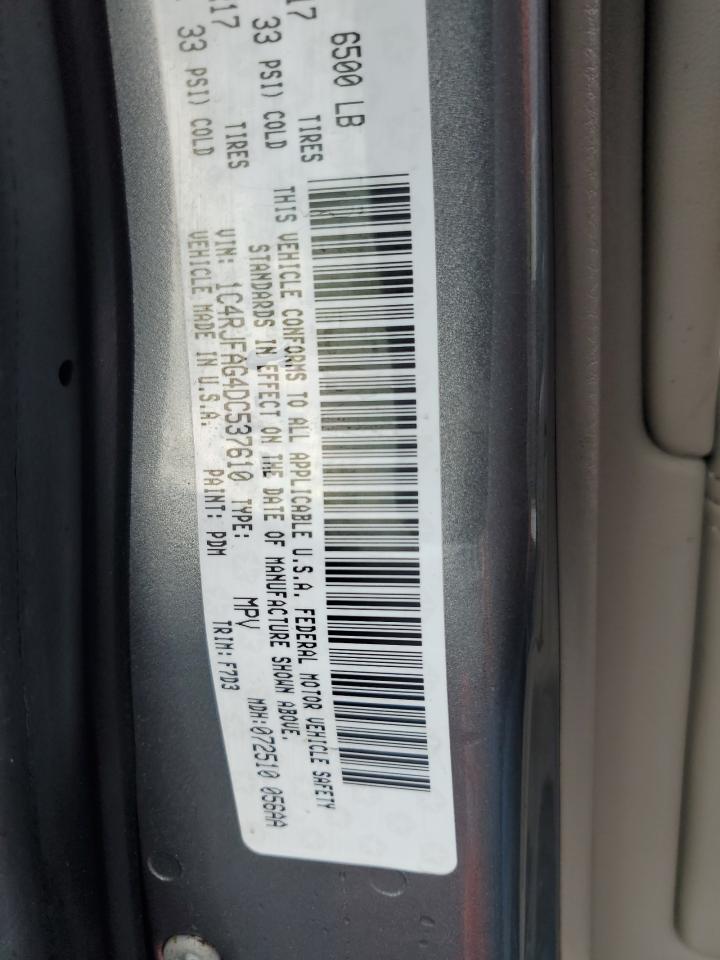 6500 LB
17 TIRES
33 PSI) COLD
17 TIRES
33 PSI) COLD
THIS VEHICLE CONFORMS TO ALL APPLICABLE U.S.A. FEDERAL MOTOR VEHICLE SAFETY
STANDARDS IN EFFECT ON THE DATE OF MANUFACTURE SHOWN ABOVE.
VIN: 1C4RJFAG4DC537610 TYPE: MPV MDH:072510 056AA
VEHICLE MADE IN U.S.A. PAINT: PDM TRIM: F7D3